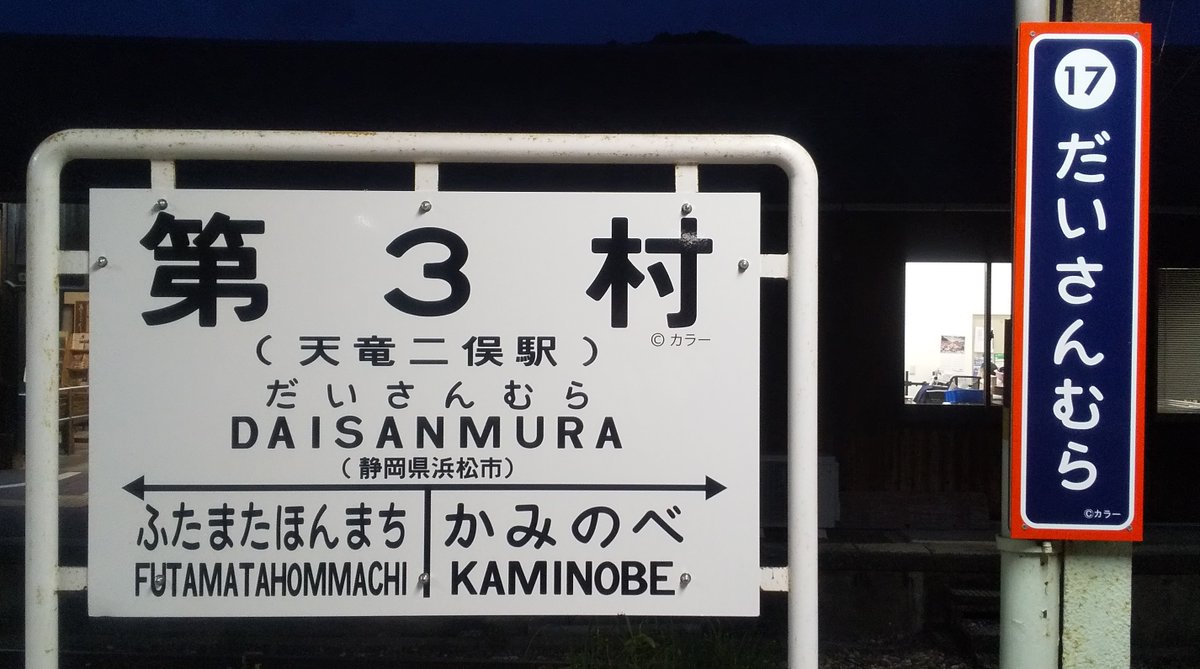 第3村
©カラー
(天竜二俣駅)
だいさんむら
DAISANMURA
(静岡県浜松市)
ふたまたほんまち
FUTAMATAHOMMACHI
かみのべ
KAMINOBE
17
だいさんむら
©カラー